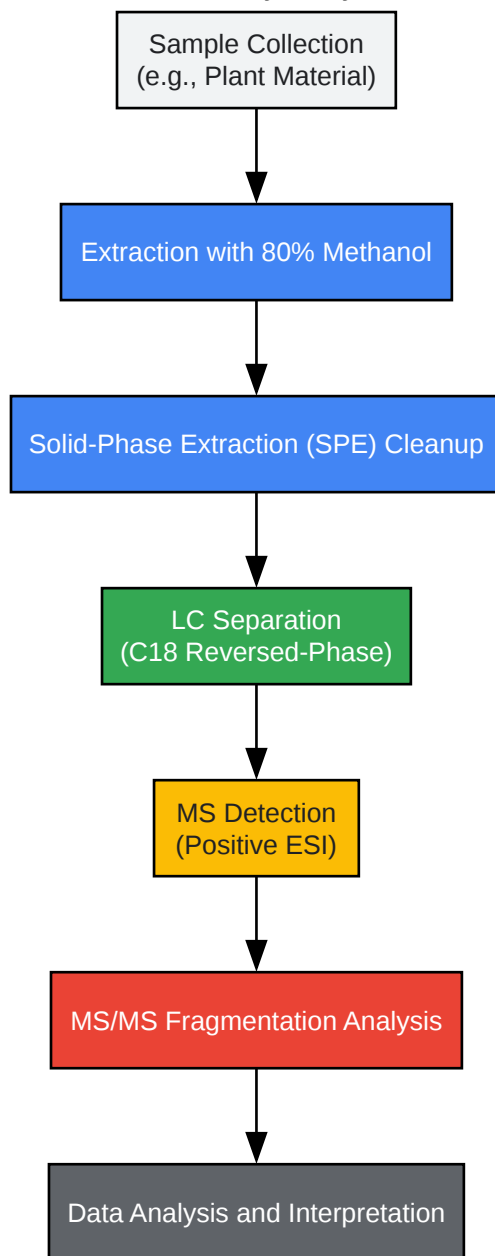 Sample Collection
(e.g., Plant Material)
Extraction with 80% Methanol
Solid-Phase Extraction (SPE) Cleanup
LC Separation
(C18 Reversed-Phase)
MS Detection
(Positive ESI)
MS/MS Fragmentation Analysis
Data Analysis and Interpretation